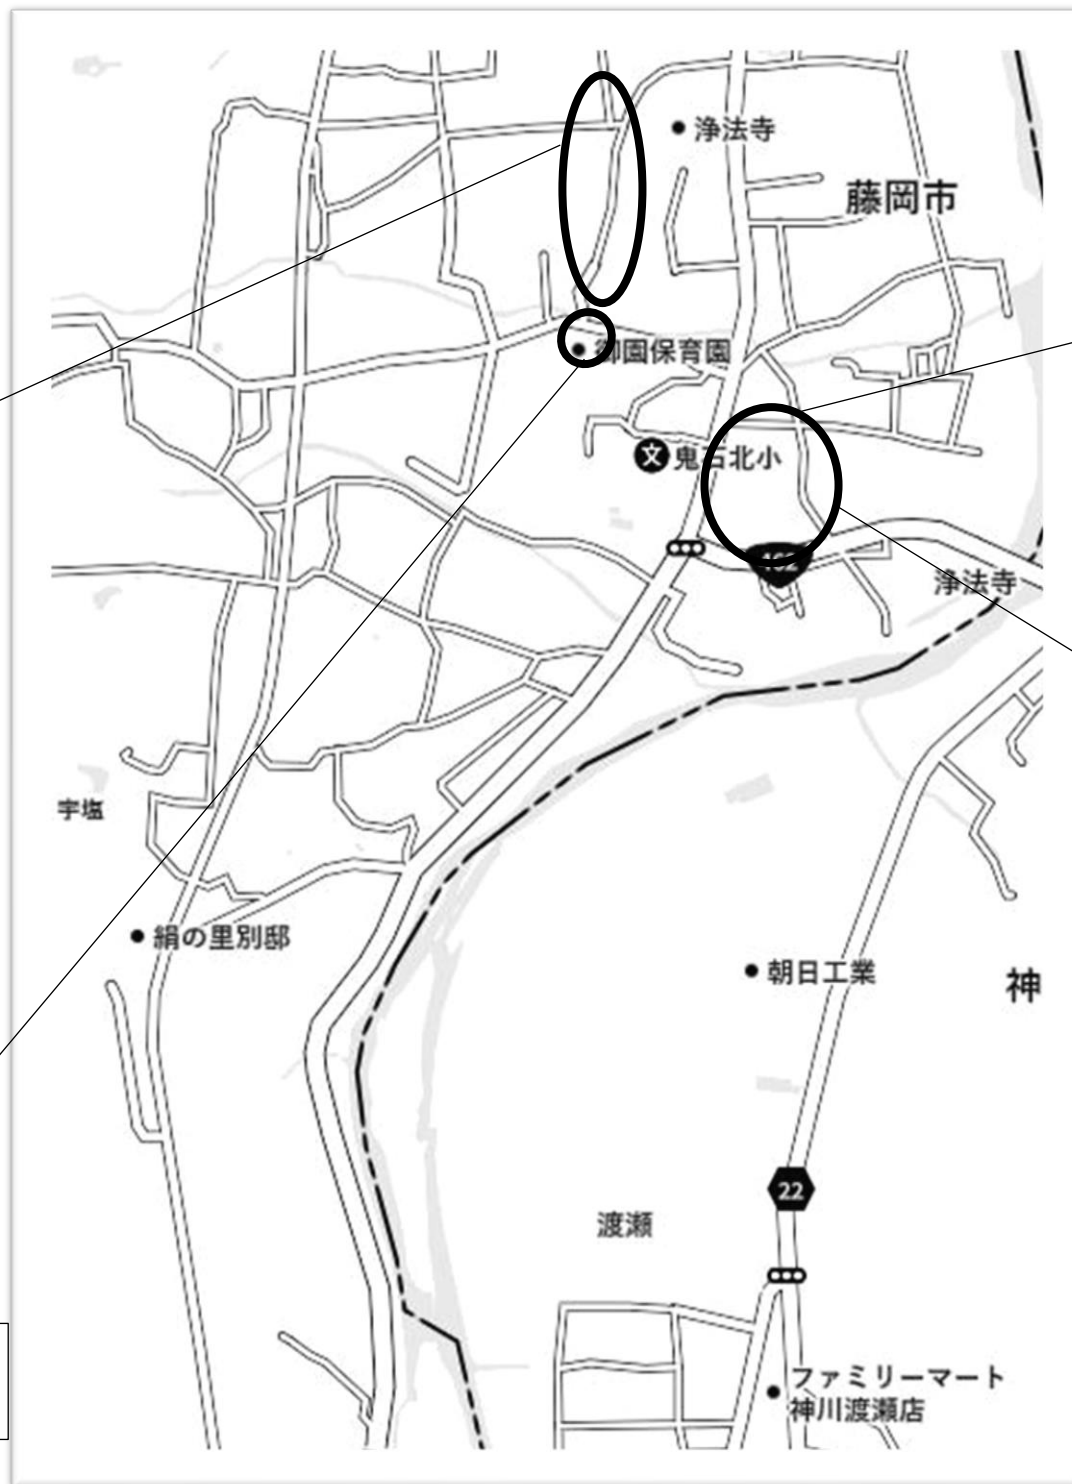 浄法寺
藤岡市
御園保育園
文
鬼石北小
浄法寺
宇塩
絹の里別邸
朝日工業
神
22
渡瀬
ファミリーマート
神川渡瀬店